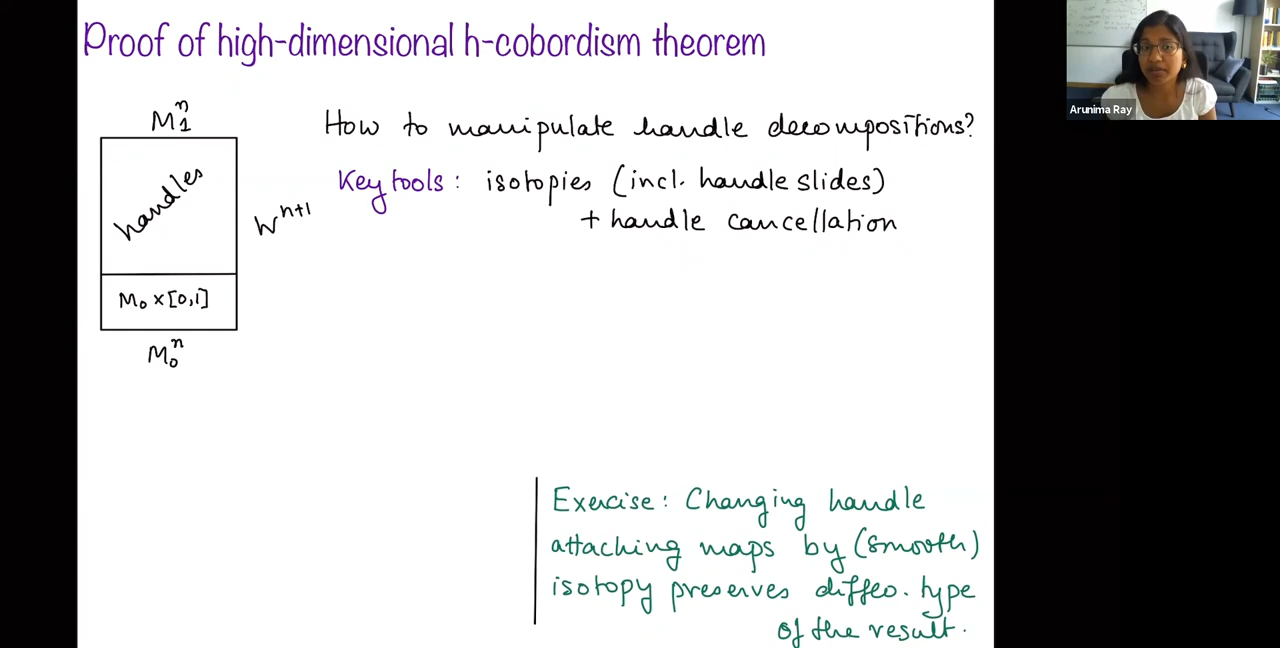 Proof of high-dimensional h-cobordism theorem
Arunima Ray
M₁ⁿ
How to manipulate handle decompositions?
handles
Key tools: isotopies (incl. handle slides)
Wⁿ⁺¹
+ handle cancellation
M₀ × [0,1]
M₀ⁿ
Exercise: Changing handle
attaching maps by (smooth)
isotopy preserves diffeo. type
of the result.